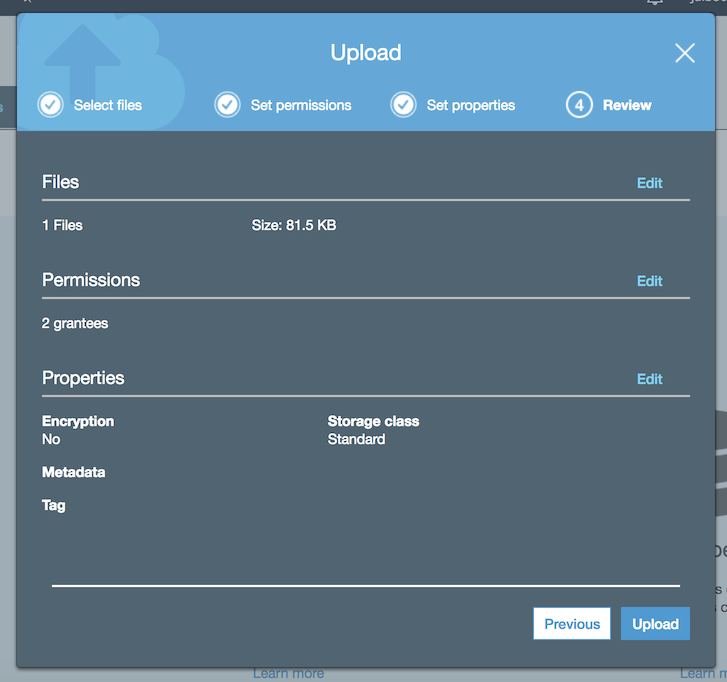 Upload
Select files
Set permissions
Set properties
4 Review
Files Edit
1 Files Size: 81.5 KB
Permissions Edit
2 grantees
Properties Edit
Encryption Storage class
No Standard
Metadata
Tag
Previous Upload
Learn more Learn